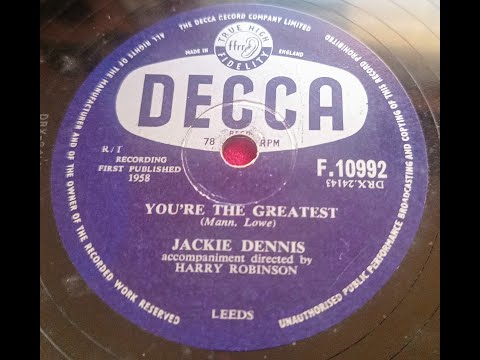 THE DECCA RECORD COMPANY LIMITED
ALL RIGHTS OF THE MANUFACTURER AND OF THE OWNER OF THE RECORDED WORK RESERVED
UNAUTHORISED PUBLIC PERFORMANCE BROADCASTING AND COPYING OF THIS RECORD PROHIBITED
TRUE HIGH
ffrr
FIDELITY
MADE IN
ENGLAND
DECCA
78
RPM
R/T
RECORDING
FIRST PUBLISHED
1958
F.10992
DRX.24143
YOU'RE THE GREATEST
(Mann. Lowe)
JACKIE DENNIS
accompaniment directed by
HARRY ROBINSON
LEEDS